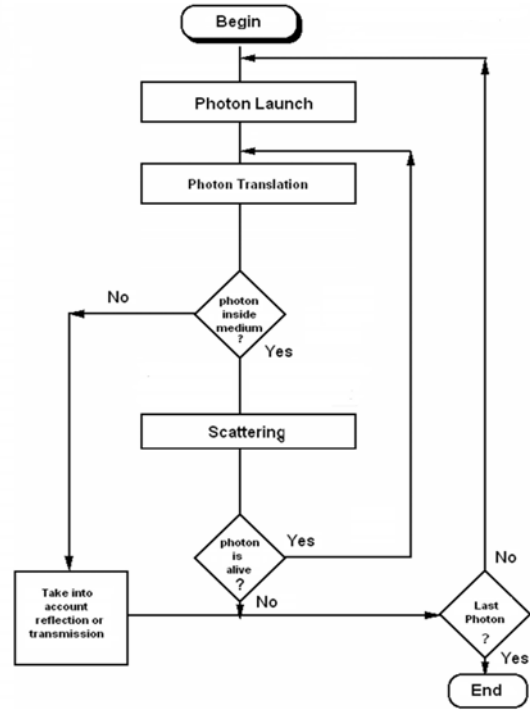 Begin
Photon Launch
Photon Translation
No
photon
inside
medium
?
Yes
Scattering
photon
is
alive
?
Yes
No
Take into
account
reflection or
transmission
No
Last
Photon
?
Yes
End